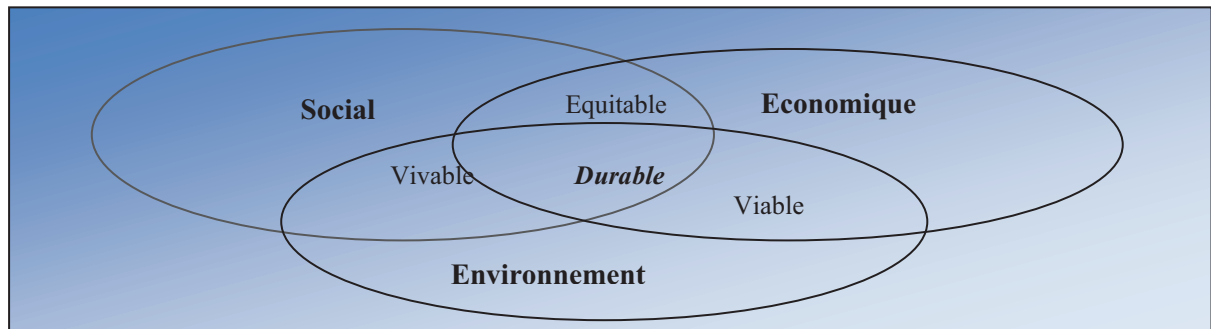 Social
Equitable
Economique
Vivable
Durable
Viable
Environnement